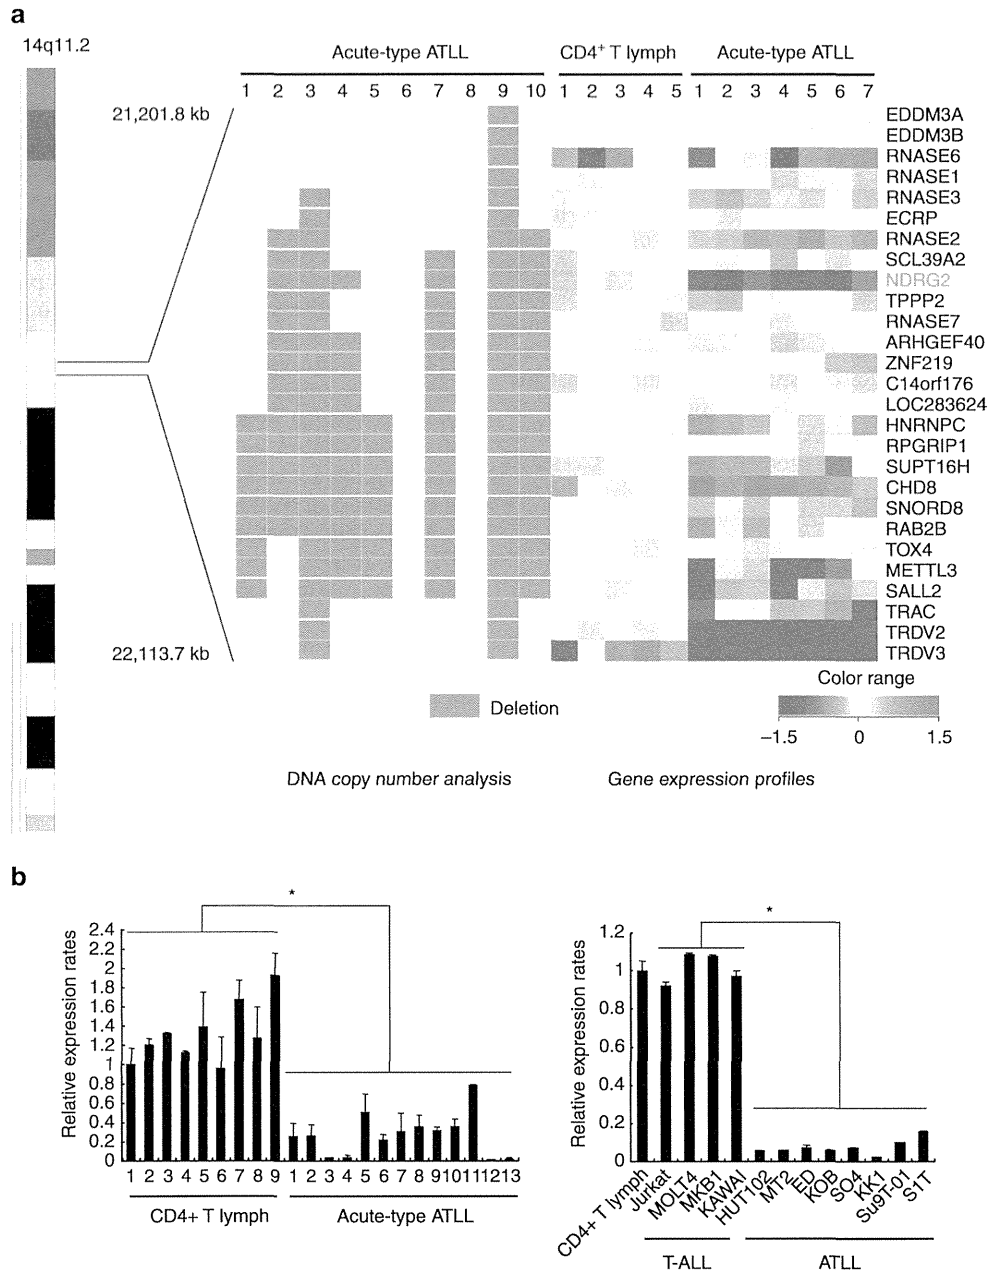 a
14q11.2
Acute-type ATLL
CD4+ T lymph
Acute-type ATLL
1 2 3 4 5 6 7 8 9 10
1 2 3 4 5
1 2 3 4 5 6 7
21,201.8 kb
EDDM3A
EDDM3B
RNASE6
RNASE1
RNASE3
ECRP
RNASE2
SCL39A2
NDRG2
TPPP2
RNASE7
ARHGEF40
ZNF219
C14orf176
LOC283624
HNRNPC
RPGRIP1
SUPT16H
CHD8
SNORD8
RAB2B
TOX4
METTL3
SALL2
TRAC
TRDV2
TRDV3
22,113.7 kb
Deletion
Color range
−1.5 0 1.5
DNA copy number analysis
Gene expression profiles
b
*
Relative expression rates
2.4
2.2
2
1.8
1.6
1.4
1.2
1
0.8
0.6
0.4
0.2
0
1 2 3 4 5 6 7 8 9
1 2 3 4 5 6 7 8 9 10 11 12 13
CD4+ T lymph
Acute-type ATLL
*
Relative expression rates
1.2
1
0.8
0.6
0.4
0.2
0
CD4+ T lymph
Jurkat
MOLT4
MKB1
KAWAI
HUT102
MT2
ED
KOB
SO4
KK1
Su9T-01
S1T
T-ALL
ATLL